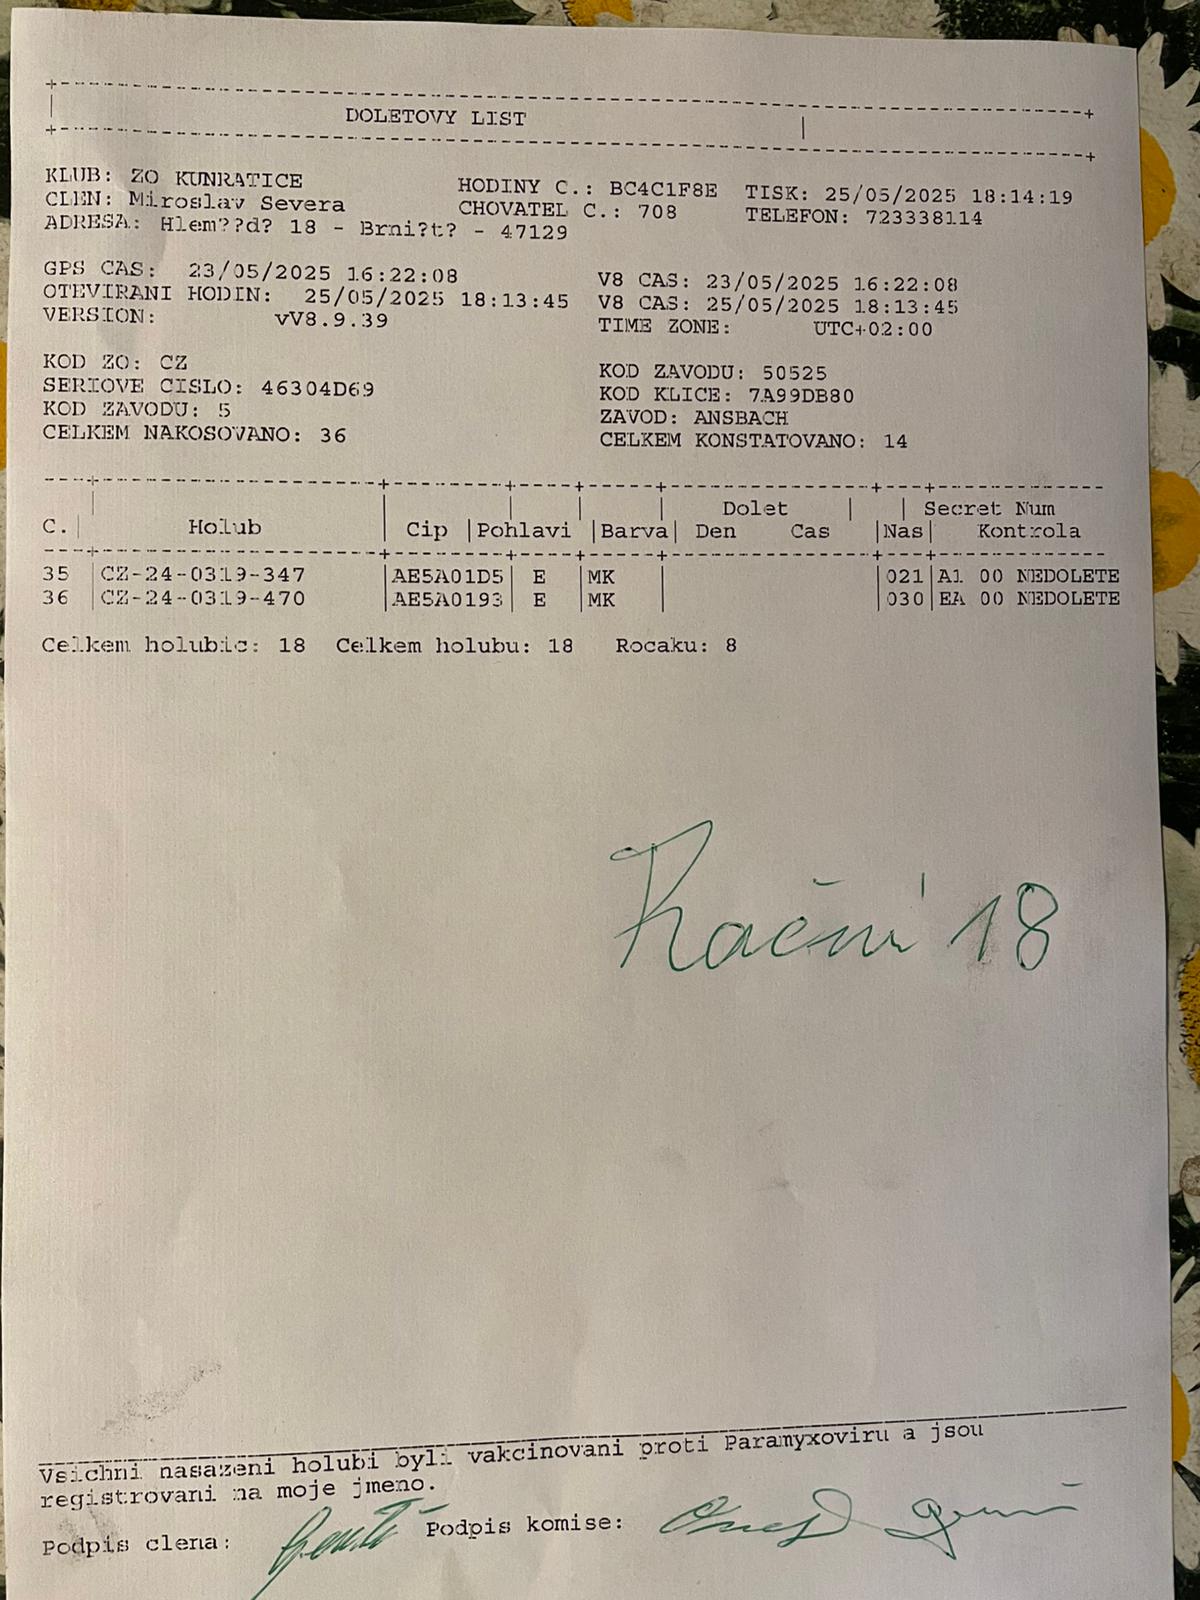 DOLETOVY LIST
KLUB: ZO KUNRATICE HODINY C.: BC4C1F8E TISK: 25/05/2025 18:14:19
CLEN: Miroslav Severa CHOVATEL C.: 708 TELEFON: 723338114
ADRESA: Hlem??d? 18 - Brni?t? - 47129
GPS CAS: 23/05/2025 16:22:08 V8 CAS: 23/05/2025 16:22:08
OTEVIRANI HODIN: 25/05/2025 18:13:45 V8 CAS: 25/05/2025 18:13:45
VERSION: vV8.9.39 TIME ZONE: UTC+02:00
KOD ZO: CZ KOD ZAVODU: 50525
SERIOVE CISLO: 46304D69 KOD KLICE: 7A99DB80
KOD ZAVODU: 5 ZAVOD: ANSBACH
CELKEM NAKOSOVANO: 36 CELKEM KONSTATOVANO: 14
Dolet | | Secret Num
C. | Holub | Cip |Pohlavi |Barva| Den Cas |Nas| Kontrola
35 |CZ-24-0319-347 |AE5A01D5| E |MK | |021|A1 00 NEDOLETE
36 |CZ-24-0319-470 |AE5A0193| E |MK | |030|EA 00 NEDOLETE
Celkem holubic: 18 Celkem holubu: 18 Rocaku: 8
Roční 18
Vsichni nasazeni holubi byli vakcinovani proti Paramyxoviru a jsou
registrovani na moje jmeno.
Podpis clena: Podpis komise: